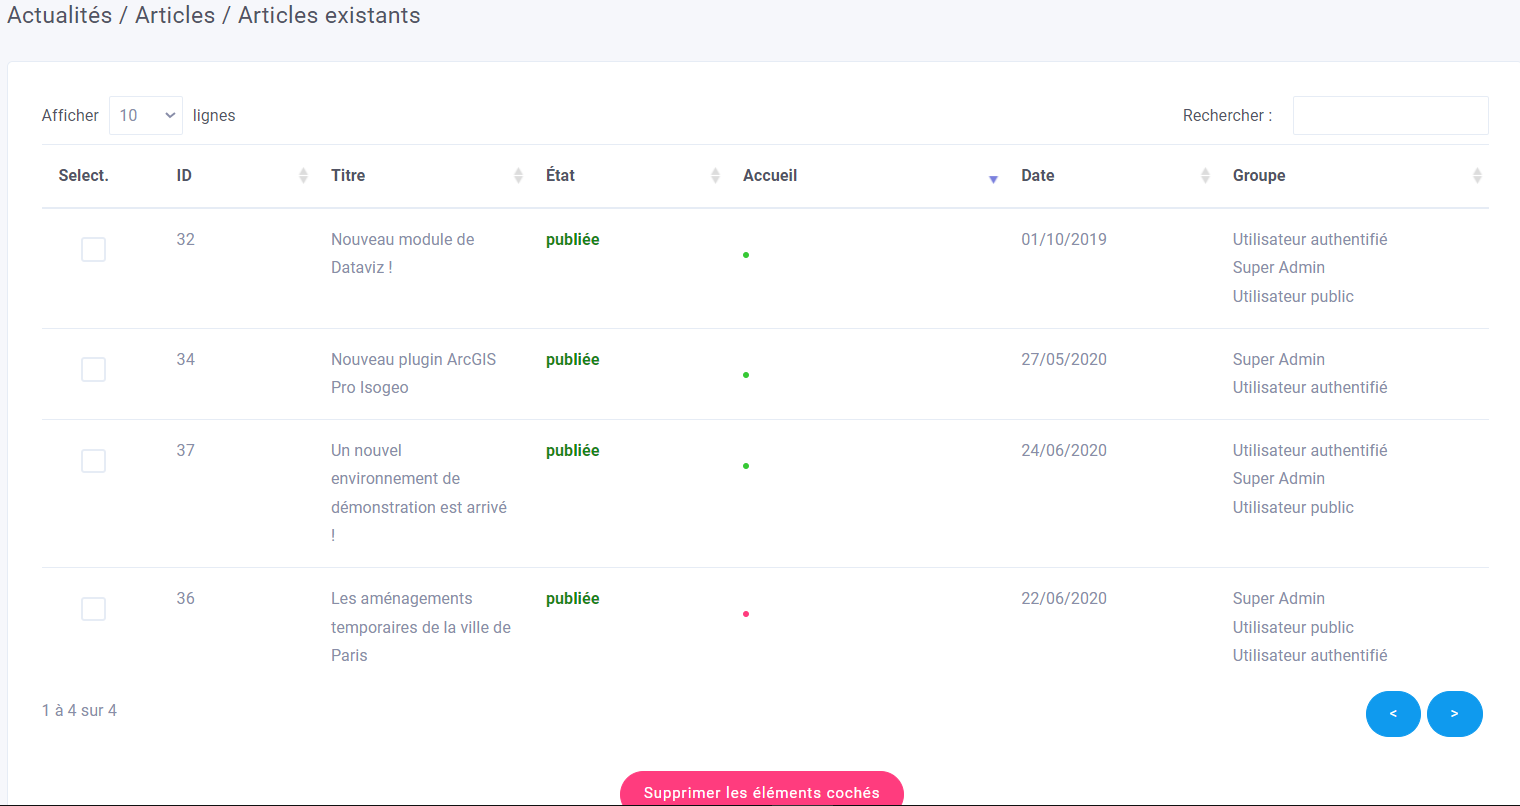 Actualités / Articles / Articles existants
Afficher 10 lignes Rechercher :
Select. ID Titre État Accueil Date Groupe
32 Nouveau module de publiée 01/10/2019 Utilisateur authentifié
Dataviz ! Super Admin
Utilisateur public
34 Nouveau plugin ArcGIS publiée 27/05/2020 Super Admin
Pro Isogeo Utilisateur authentifié
37 Un nouvel publiée 24/06/2020 Utilisateur authentifié
environnement de Super Admin
démonstration est arrivé Utilisateur public
!
36 Les aménagements publiée 22/06/2020 Super Admin
temporaires de la ville de Utilisateur public
Paris Utilisateur authentifié
1 à 4 sur 4 < >
Supprimer les éléments cochés